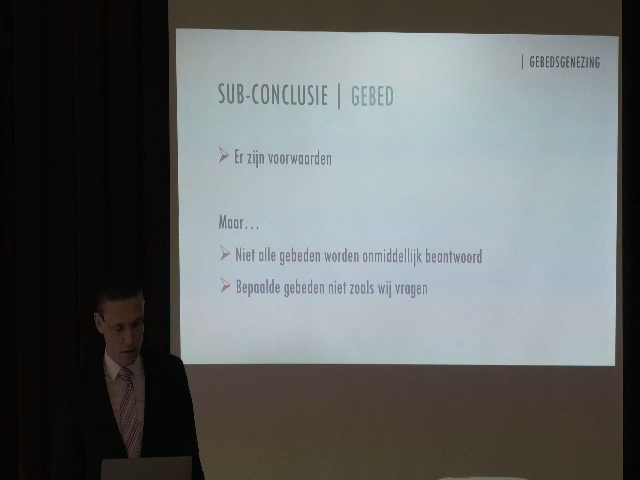 | GEBEDSGENEZING
SUB-CONCLUSIE | GEBED
Er zijn voorwaarden
Maar...
Niet alle gebeden worden onmiddellijk beantwoord
Bepaalde gebeden niet zoals wij vragen